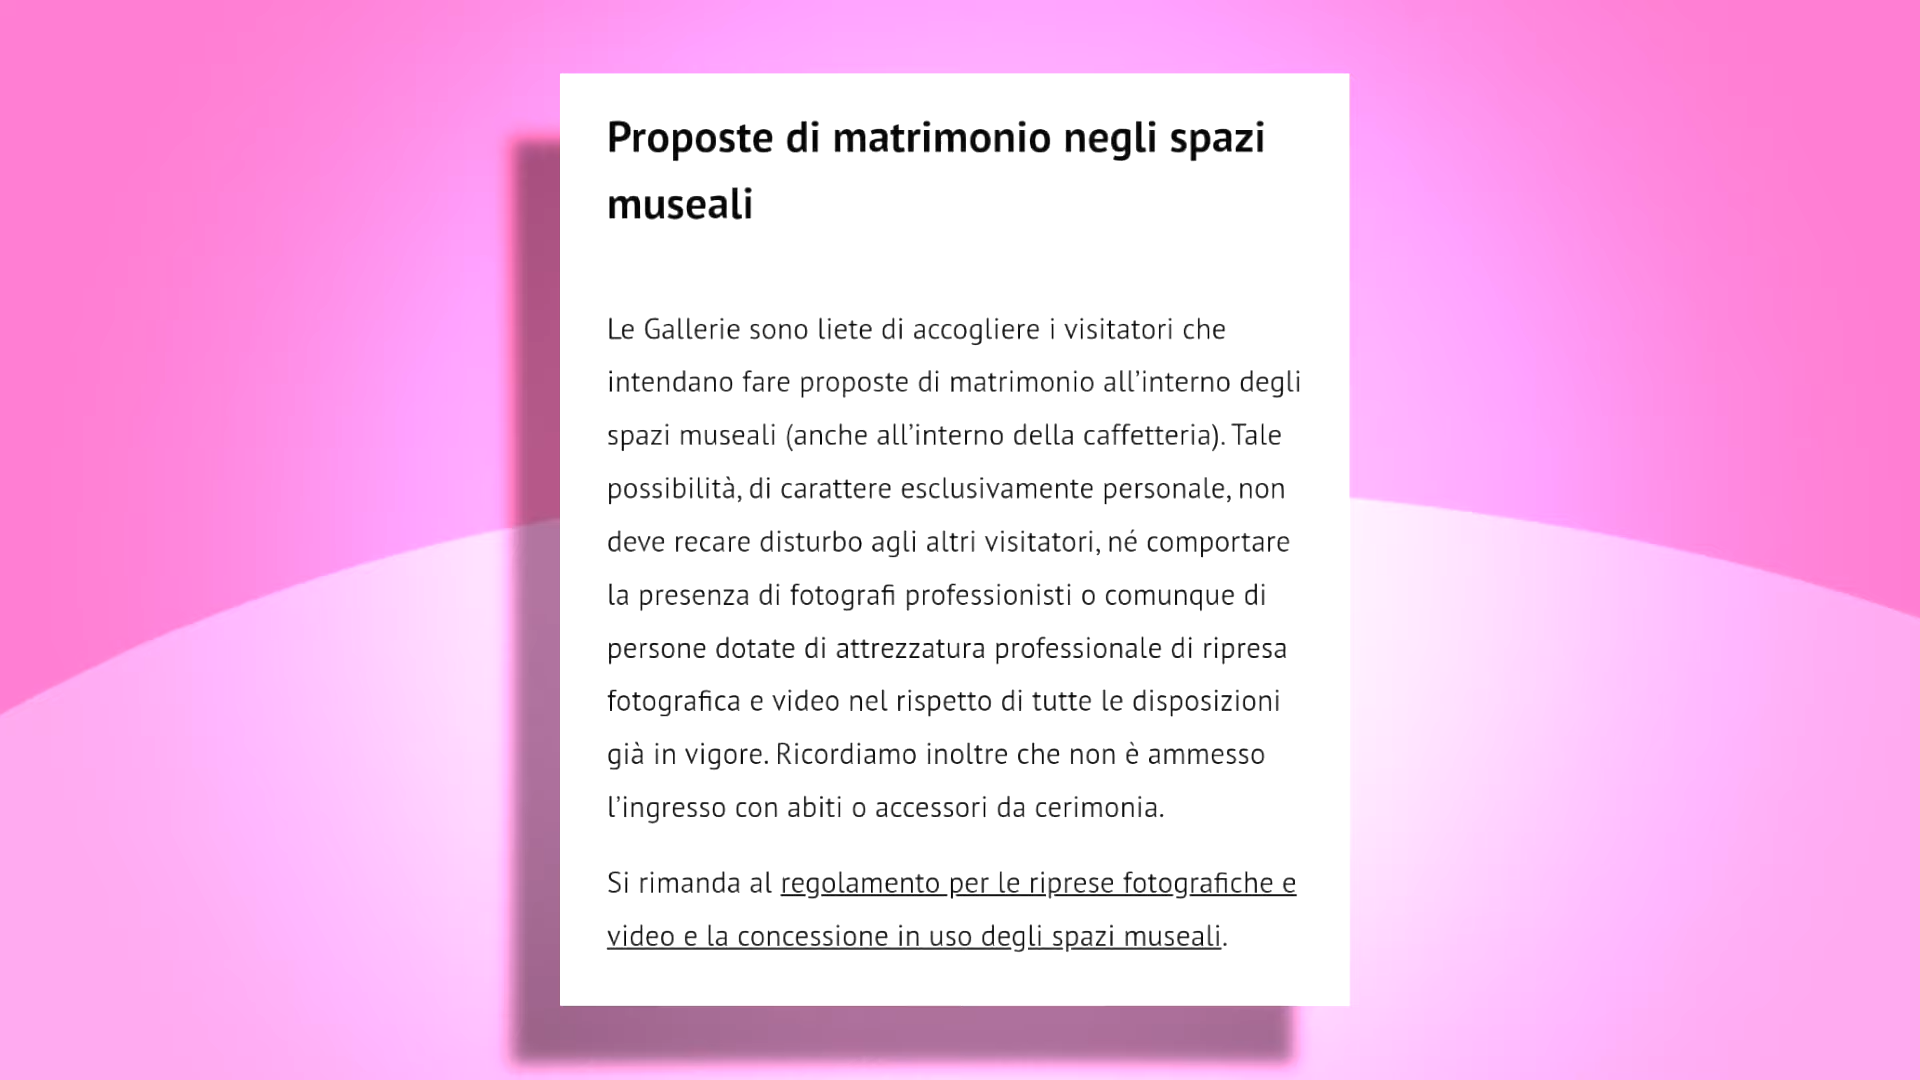 Proposte di matrimonio negli spazi
museali
Le Gallerie sono liete di accogliere i visitatori che
intendano fare proposte di matrimonio all’interno degli
spazi museali (anche all’interno della caffetteria). Tale
possibilità, di carattere esclusivamente personale, non
deve recare disturbo agli altri visitatori, né comportare
la presenza di fotografi professionisti o comunque di
persone dotate di attrezzatura professionale di ripresa
fotografica e video nel rispetto di tutte le disposizioni
già in vigore. Ricordiamo inoltre che non è ammesso
l’ingresso con abiti o accessori da cerimonia.
Si rimanda al regolamento per le riprese fotografiche e
video e la concessione in uso degli spazi museali.